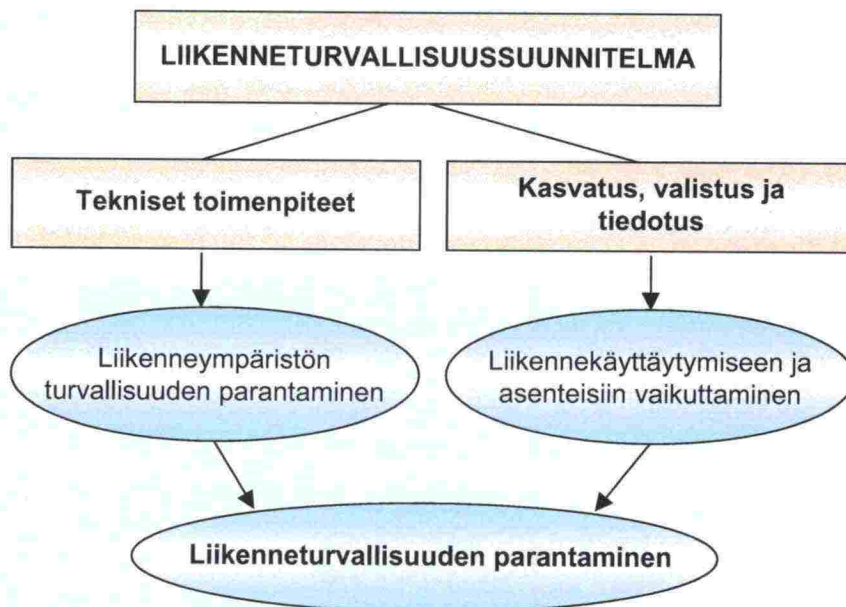 LIIKENNETURVALLISUUSSUUNNITELMA
Tekniset toimenpiteet
Kasvatus, valistus ja
tiedotus
Liikenneympäristön
turvallisuuden parantaminen
Liikennekäyttäytymiseen ja
asenteisiin vaikuttaminen
Liikenneturvallisuuden parantaminen